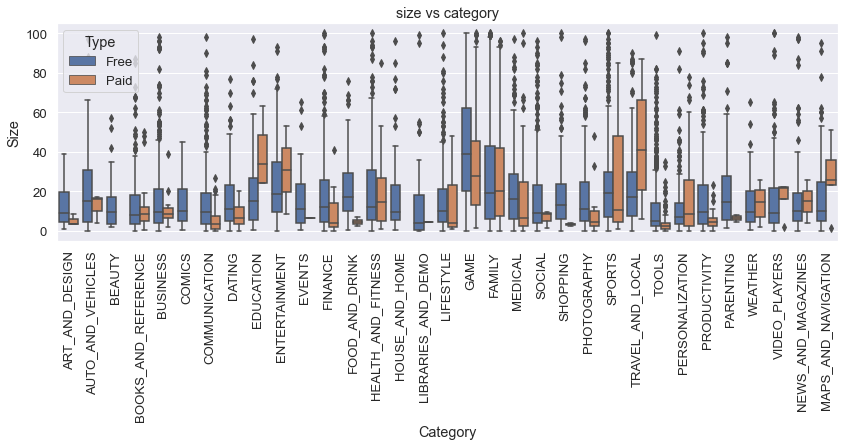 size vs category
Size
100
80
60
40
20
0
Type
Free
Paid
ART_AND_DESIGN
AUTO_AND_VEHICLES
BEAUTY
BOOKS_AND_REFERENCE
BUSINESS
COMICS
COMMUNICATION
DATING
EDUCATION
ENTERTAINMENT
EVENTS
FINANCE
FOOD_AND_DRINK
HEALTH_AND_FITNESS
HOUSE_AND_HOME
LIBRARIES_AND_DEMO
LIFESTYLE
GAME
FAMILY
MEDICAL
SOCIAL
SHOPPING
PHOTOGRAPHY
SPORTS
TRAVEL_AND_LOCAL
TOOLS
PERSONALIZATION
PRODUCTIVITY
PARENTING
WEATHER
VIDEO_PLAYERS
NEWS_AND_MAGAZINES
MAPS_AND_NAVIGATION
Category